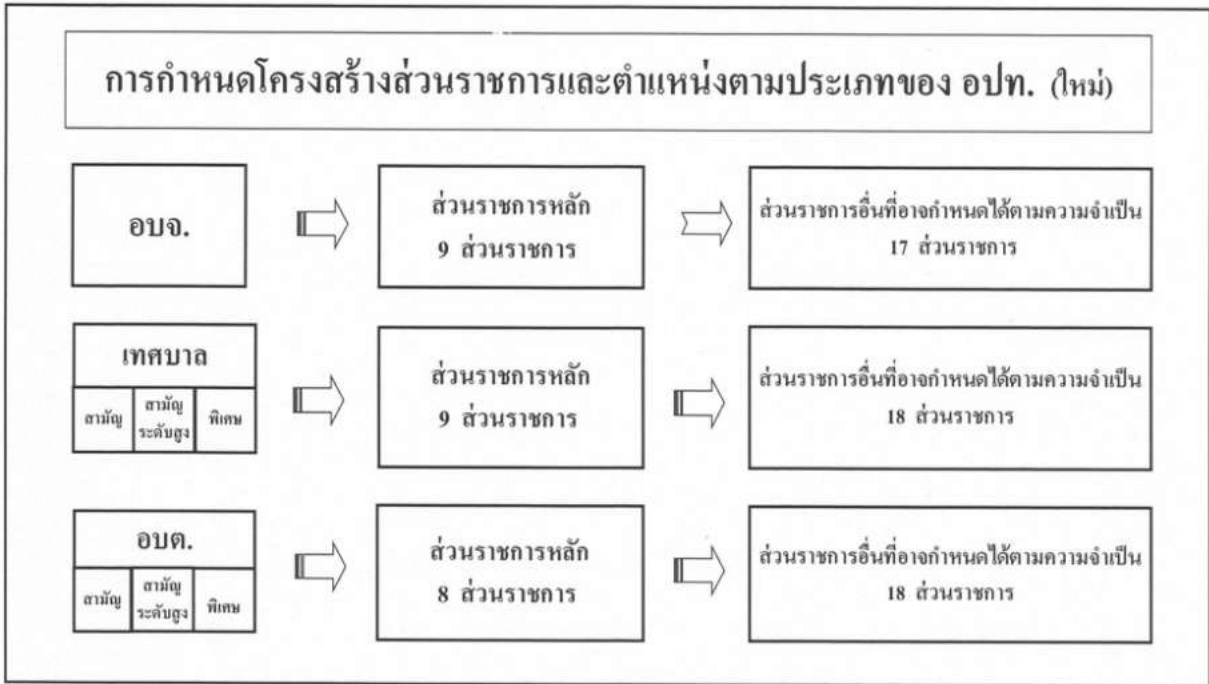 การกำหนดโครงสร้างส่วนราชการและตำแหน่งตามประเภทของ อปท. (ใหม่)
อบจ.
ส่วนราชการหลัก
9 ส่วนราชการ
ส่วนราชการอื่นที่อาจกำหนดได้ตามความจำเป็น
17 ส่วนราชการ
เทศบาล
สามัญ
สามัญ
ระดับสูง
พิเศษ
ส่วนราชการหลัก
9 ส่วนราชการ
ส่วนราชการอื่นที่อาจกำหนดได้ตามความจำเป็น
18 ส่วนราชการ
อบต.
สามัญ
สามัญ
ระดับสูง
พิเศษ
ส่วนราชการหลัก
8 ส่วนราชการ
ส่วนราชการอื่นที่อาจกำหนดได้ตามความจำเป็น
18 ส่วนราชการ